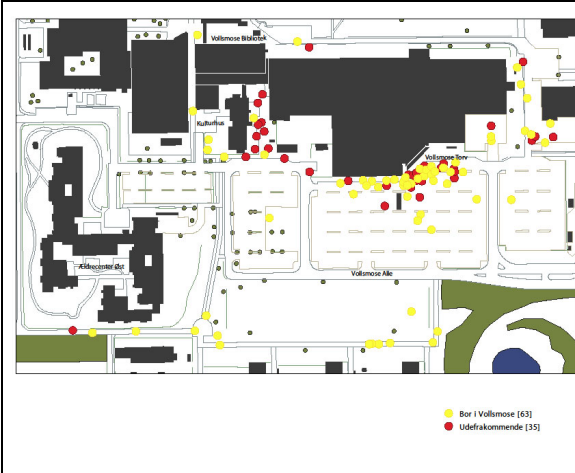 Vollsmose Bibliotek
Kulturhus
Vollsmose Torv
Ældrecenter Øst
Vollsmose Alle
Bor i Vollsmose [63]
Udefrakommende [35]